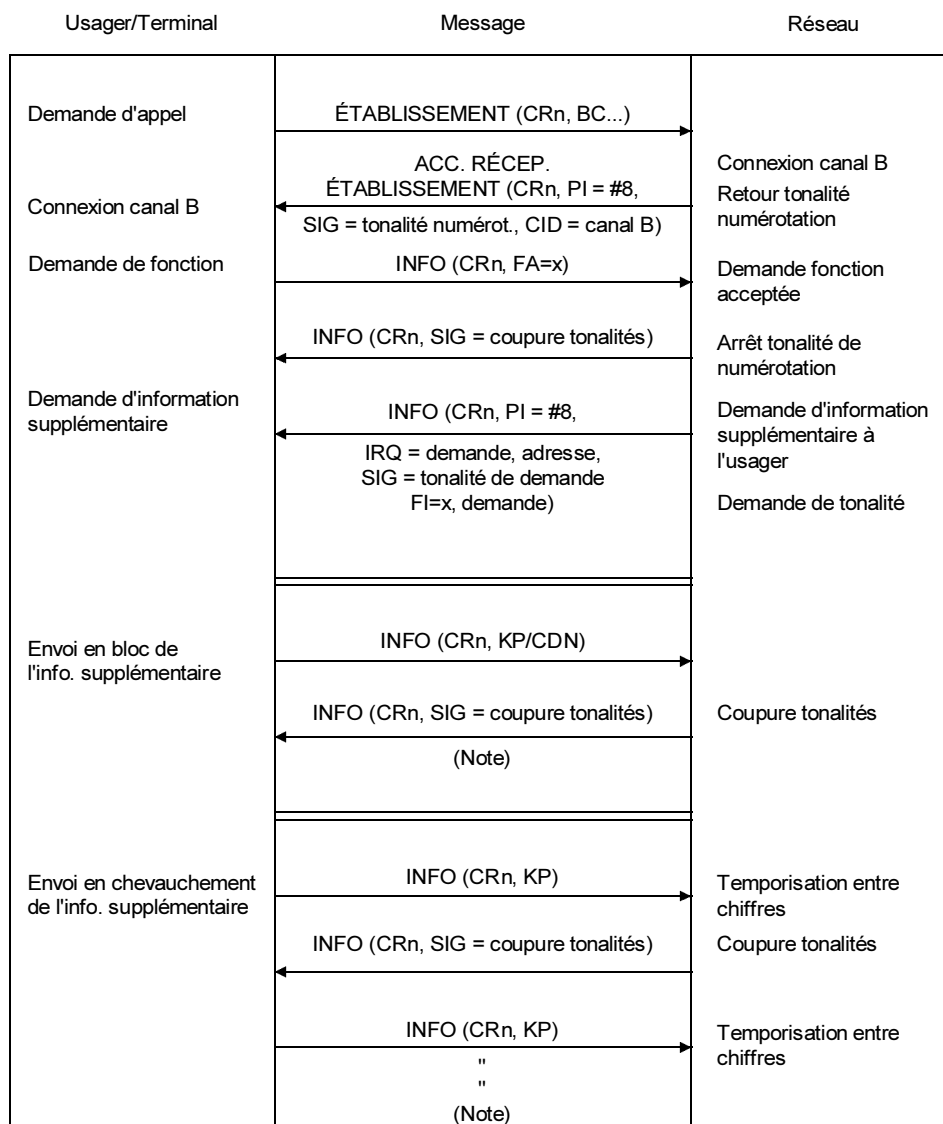 Usager/Terminal Message Réseau
Demande d'appel
ÉTABLISSEMENT (CRn, BC...)
ACC. RÉCEP.
ÉTABLISSEMENT (CRn, PI = #8,
SIG = tonalité numérot., CID = canal B)
Connexion canal B
Connexion canal B
Retour tonalité
numérotation
Demande de fonction
INFO (CRn, FA=x)
Demande fonction
acceptée
INFO (CRn, SIG = coupure tonalités)
Arrêt tonalité de
numérotation
Demande d'information
supplémentaire
INFO (CRn, PI = #8,
IRQ = demande, adresse,
SIG = tonalité de demande
FI=x, demande)
Demande d'information
supplémentaire à
l'usager
Demande de tonalité
Envoi en bloc de
l'info. supplémentaire
INFO (CRn, KP/CDN)
INFO (CRn, SIG = coupure tonalités)
Coupure tonalités
(Note)
Envoi en chevauchement
de l'info. supplémentaire
INFO (CRn, KP)
Temporisation entre
chiffres
INFO (CRn, SIG = coupure tonalités)
Coupure tonalités
INFO (CRn, KP)
Temporisation entre
chiffres
"
"
(Note)